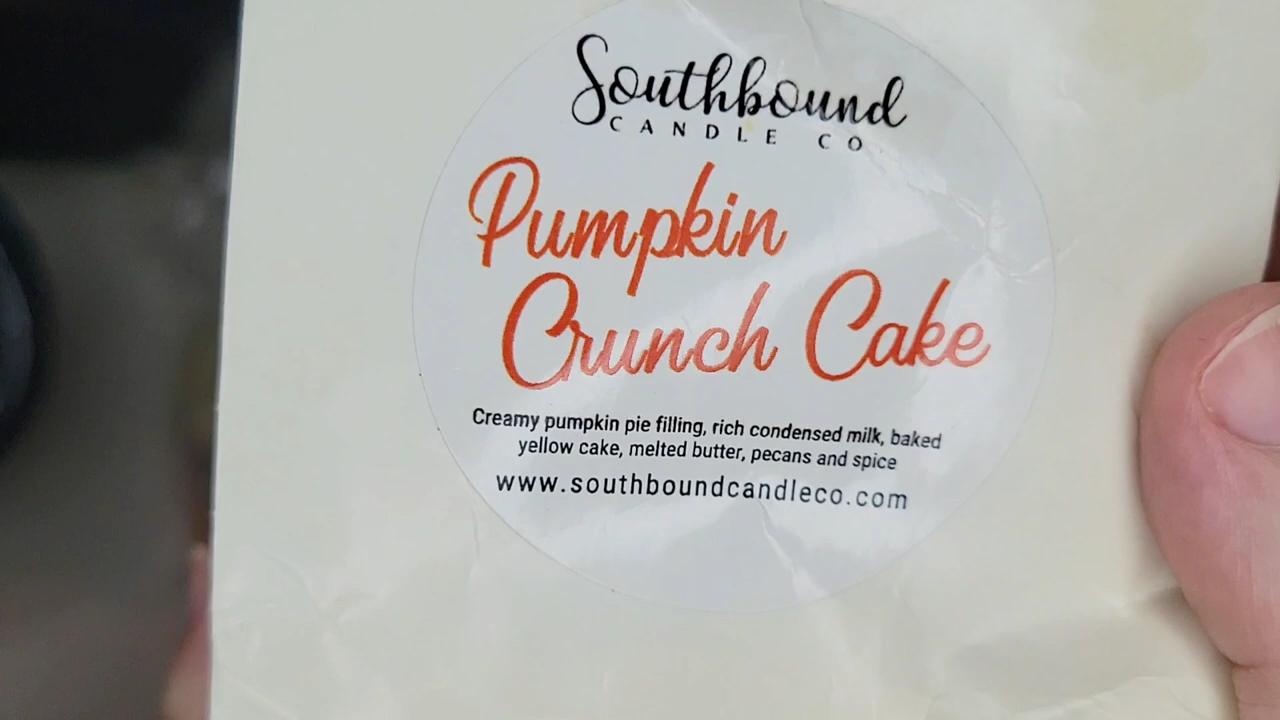 Southbound
CANDLE CO
Pumpkin
Crunch Cake
Creamy pumpkin pie filling, rich condensed milk, baked
yellow cake, melted butter, pecans and spice
www.southboundcandleco.com